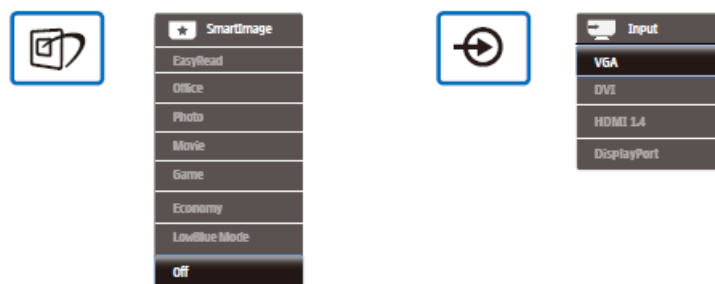 SmartImage
EasyRead
Office
Photo
Movie
Game
Economy
LowBlue Mode
Off
Input
VGA
DVI
HDMI 1.4
DisplayPort